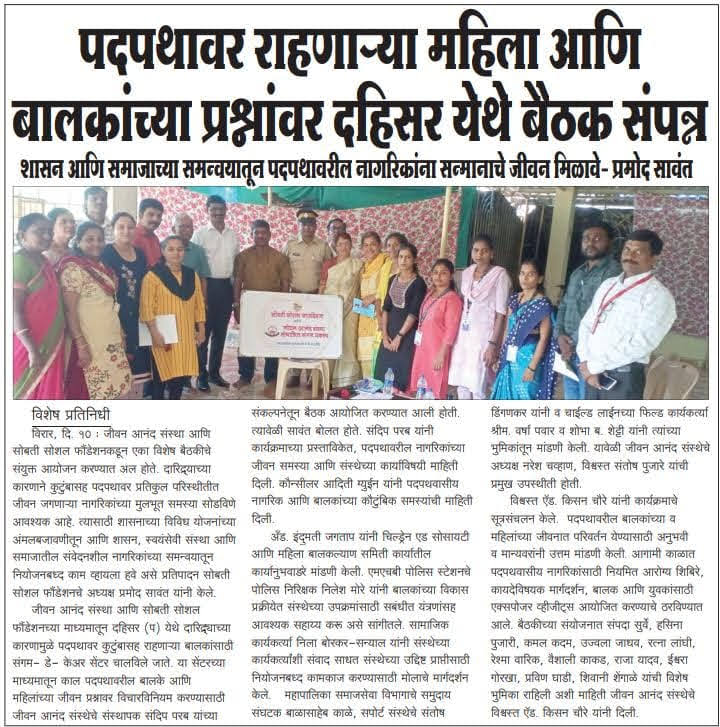 पदपथावर राहणाऱ्या महिला आणि
बालकांच्या प्रश्नांवर दहिसर येथे बैठक संपन्न
शासन आणि समाजाच्या समन्वयातून पदपथावरील नागरिकांना सन्मानाचे जीवन मिळावे- प्रमोद सावंत
सोबती सोशल फाउंडेशन
जीवन आनंद संस्था
विशेष प्रतिनिधी
विरार, दि. १० : जीवन आनंद संस्था आणि
सोबती सोशल फौंडेशनकडून एका विशेष बैठकीचे
संयुक्त आयोजन करण्यात अल होते. दारिद्र्याच्या
कारणाने कुटुंबासह पदपथावर प्रतिकुल परिस्थीतीत
जीवन जगणाऱ्या नागरिकांच्या मुलभूत समस्या सोडविणे
आवश्यक आहे. त्यासाठी शासनाच्या विविध योजनांच्या
अंमलबजावणीतून आणि शासन, स्वयंसेवी संस्था आणि
समाजातील संवेदनशील नागरिकांच्या समन्वयातून
नियोजनबध्द काम व्हायला हवे असे प्रतिपादन सोबती
सोशल फौंडेशनचे अध्यक्ष प्रमोद सावंत यांनी केले.
जीवन आनंद संस्था आणि सोबती सोशल
फौंडेशनच्या माध्यमातून दहिसर (प) येथे दारिद्र्याच्या
कारणामुळे पदपथावर कुटुंबासह राहणाऱ्या बालकांसाठी
संगम- डे- केअर सेंटर चालविले जाते. या सेंटरच्या
माध्यमातून काल पदपथावरील बालके आणि
महिलांच्या जीवन प्रश्नावर विचारविनियम करण्यासाठी
जीवन आनंद संस्थेचे संस्थापक संदिप परब यांच्या
संकल्पनेतून बैठक आयोजित करण्यात आली होती.
त्यावेळी सावंत बोलत होते. संदिप परब यांनी
कार्यक्रमाच्या प्रस्ताविकेत, पदपथावरील नागरिकांच्या
जीवन समस्या आणि संस्थेच्या कार्याविषयी माहिती
दिली. कौन्सीलर आदिती ग्युईन यांनी पदपथवासीय
नागरिक आणि बालकांच्या कौटुंबिक समस्यांची माहिती
दिली.
अँड. इंदुमती जगताप यांनी चिल्ड्रेन एड सोसायटी
आणि महिला बालकल्याण समिती कार्यातील
कार्यानुभवाडरे मांडणी केली. एमएचबी पोलिस स्टेशनचे
पोलिस निरिक्षक निलेश मोरे यांनी बालकांच्या विकास
प्रक्रीयेत संस्थेच्या उपक्रमांसाठी सबंधीत यंत्रणांसह
आवश्यक सहाय्य करू असे सांगीतले. सामाजिक
कार्यकर्त्या निला बोरकर-सन्याल यांनी संस्थेच्या
कार्यकर्त्यांशी संवाद साधत संस्थेच्या उद्दिष्ट प्राप्तीसाठी
नियोजनबध्द कामकाज करण्यासाठी मोलाचे मार्गदर्शन
केले. महापालिका समाजसेवा विभागाचे समुदाय
संघटक बाळासाहेब काळे, सपोर्ट संस्थेचे संतोष
डिंगणकर यांनी व चाईल्ड लाईनच्या फिल्ड कार्यकर्त्या
श्रीम. वर्षा पवार व शोभा ब. शेट्टी यांनी त्यांच्या
भुमिकातून मांडणी केली. यावेळी जीवन आनंद संस्थेचे
अध्यक्ष नरेश चव्हाण, विश्वस्त संतोष पुजारे यांची
प्रमुख उपस्थीती होती.
विश्वस्त ऍड. किसन चौरे यांनी कार्यक्रमाचे
सूत्रसंचलन केले. पदपथावरील बालकांच्या व
महिलांच्या जीवनात परिवर्तन येण्यासाठी अनुभवी
व मान्यवरांनी उत्तम मांडणी केली. आगामी काळात
पदपथवासीय नागरिकांसाठी नियमित आरोग्य शिबिरे,
कायदेविषयक मार्गदर्शन, बालक आणि युवकांसाठी
एक्सपोजर व्हीजीट्स आयोजित करण्याचे ठरविण्यात
आले. बैठकीच्या संयोजनात संपदा सुर्वे, हसिना
पुजारी, कमल कदम, उज्वला जाधव, रत्ना लांघी,
रेश्मा वारिक, वैशाली काकड, राजा यादव, ईश्वरा
गोरखा, प्रविण घाडी, शिवानी शेंगाळे यांची विशेष
भुमिका राहिली अशी माहिती जीवन आनंद संस्थेचे
विश्वस्त ऍड. किसन चौरे यांनी दिली.